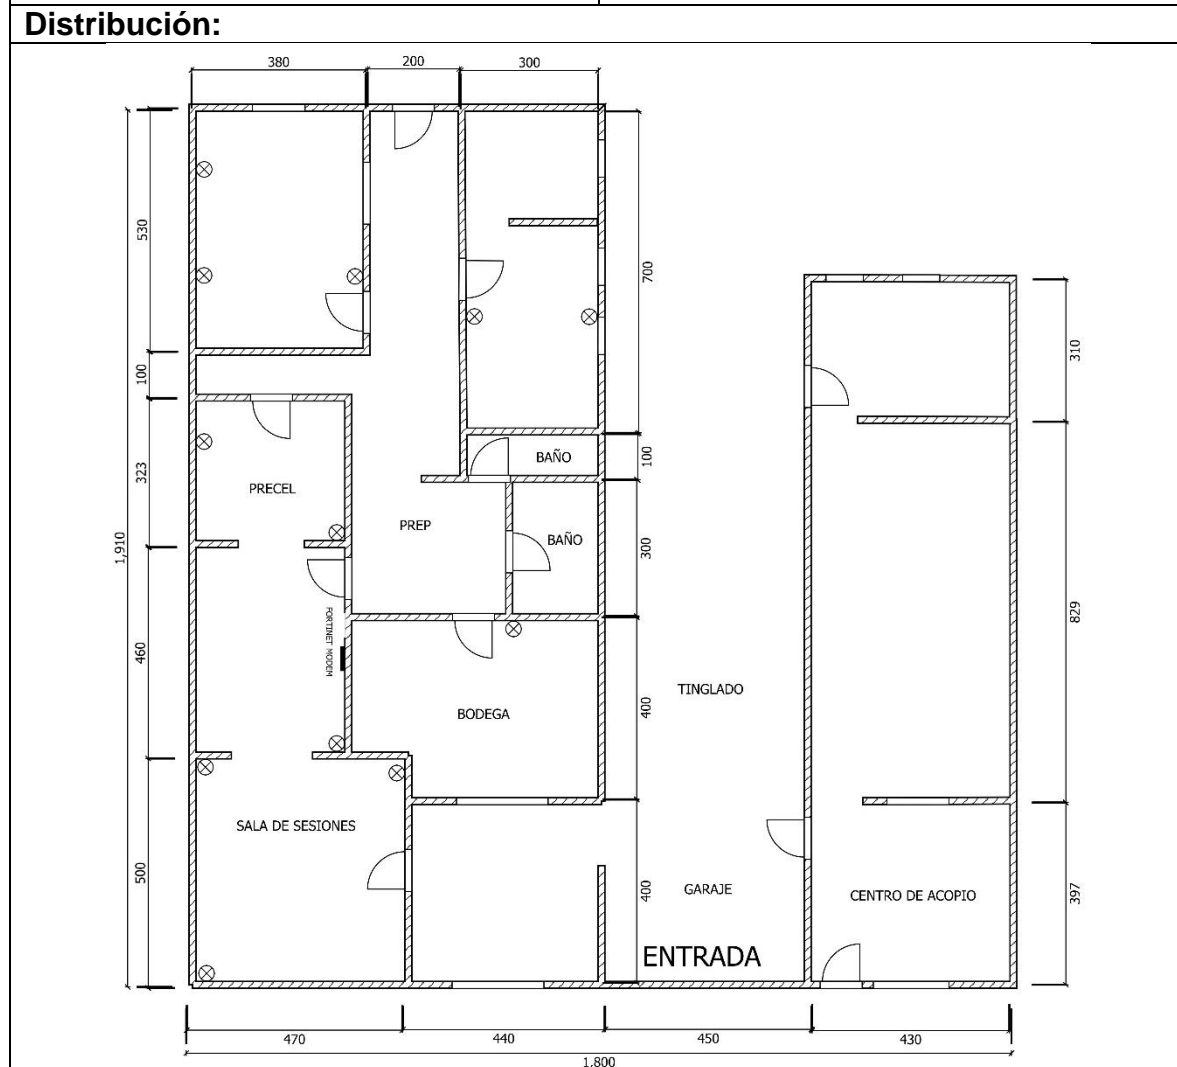 Distribución:
380
200
300
530
700
100
310
323
BAÑO
100
PRECEL
PREP
BAÑO
300
1,910
829
FORTINET MODEM
460
TINGLADO
BODEGA
400
SALA DE SESIONES
500
400
GARAJE
CENTRO DE ACOPIO
397
ENTRADA
470
440
450
430
1,800